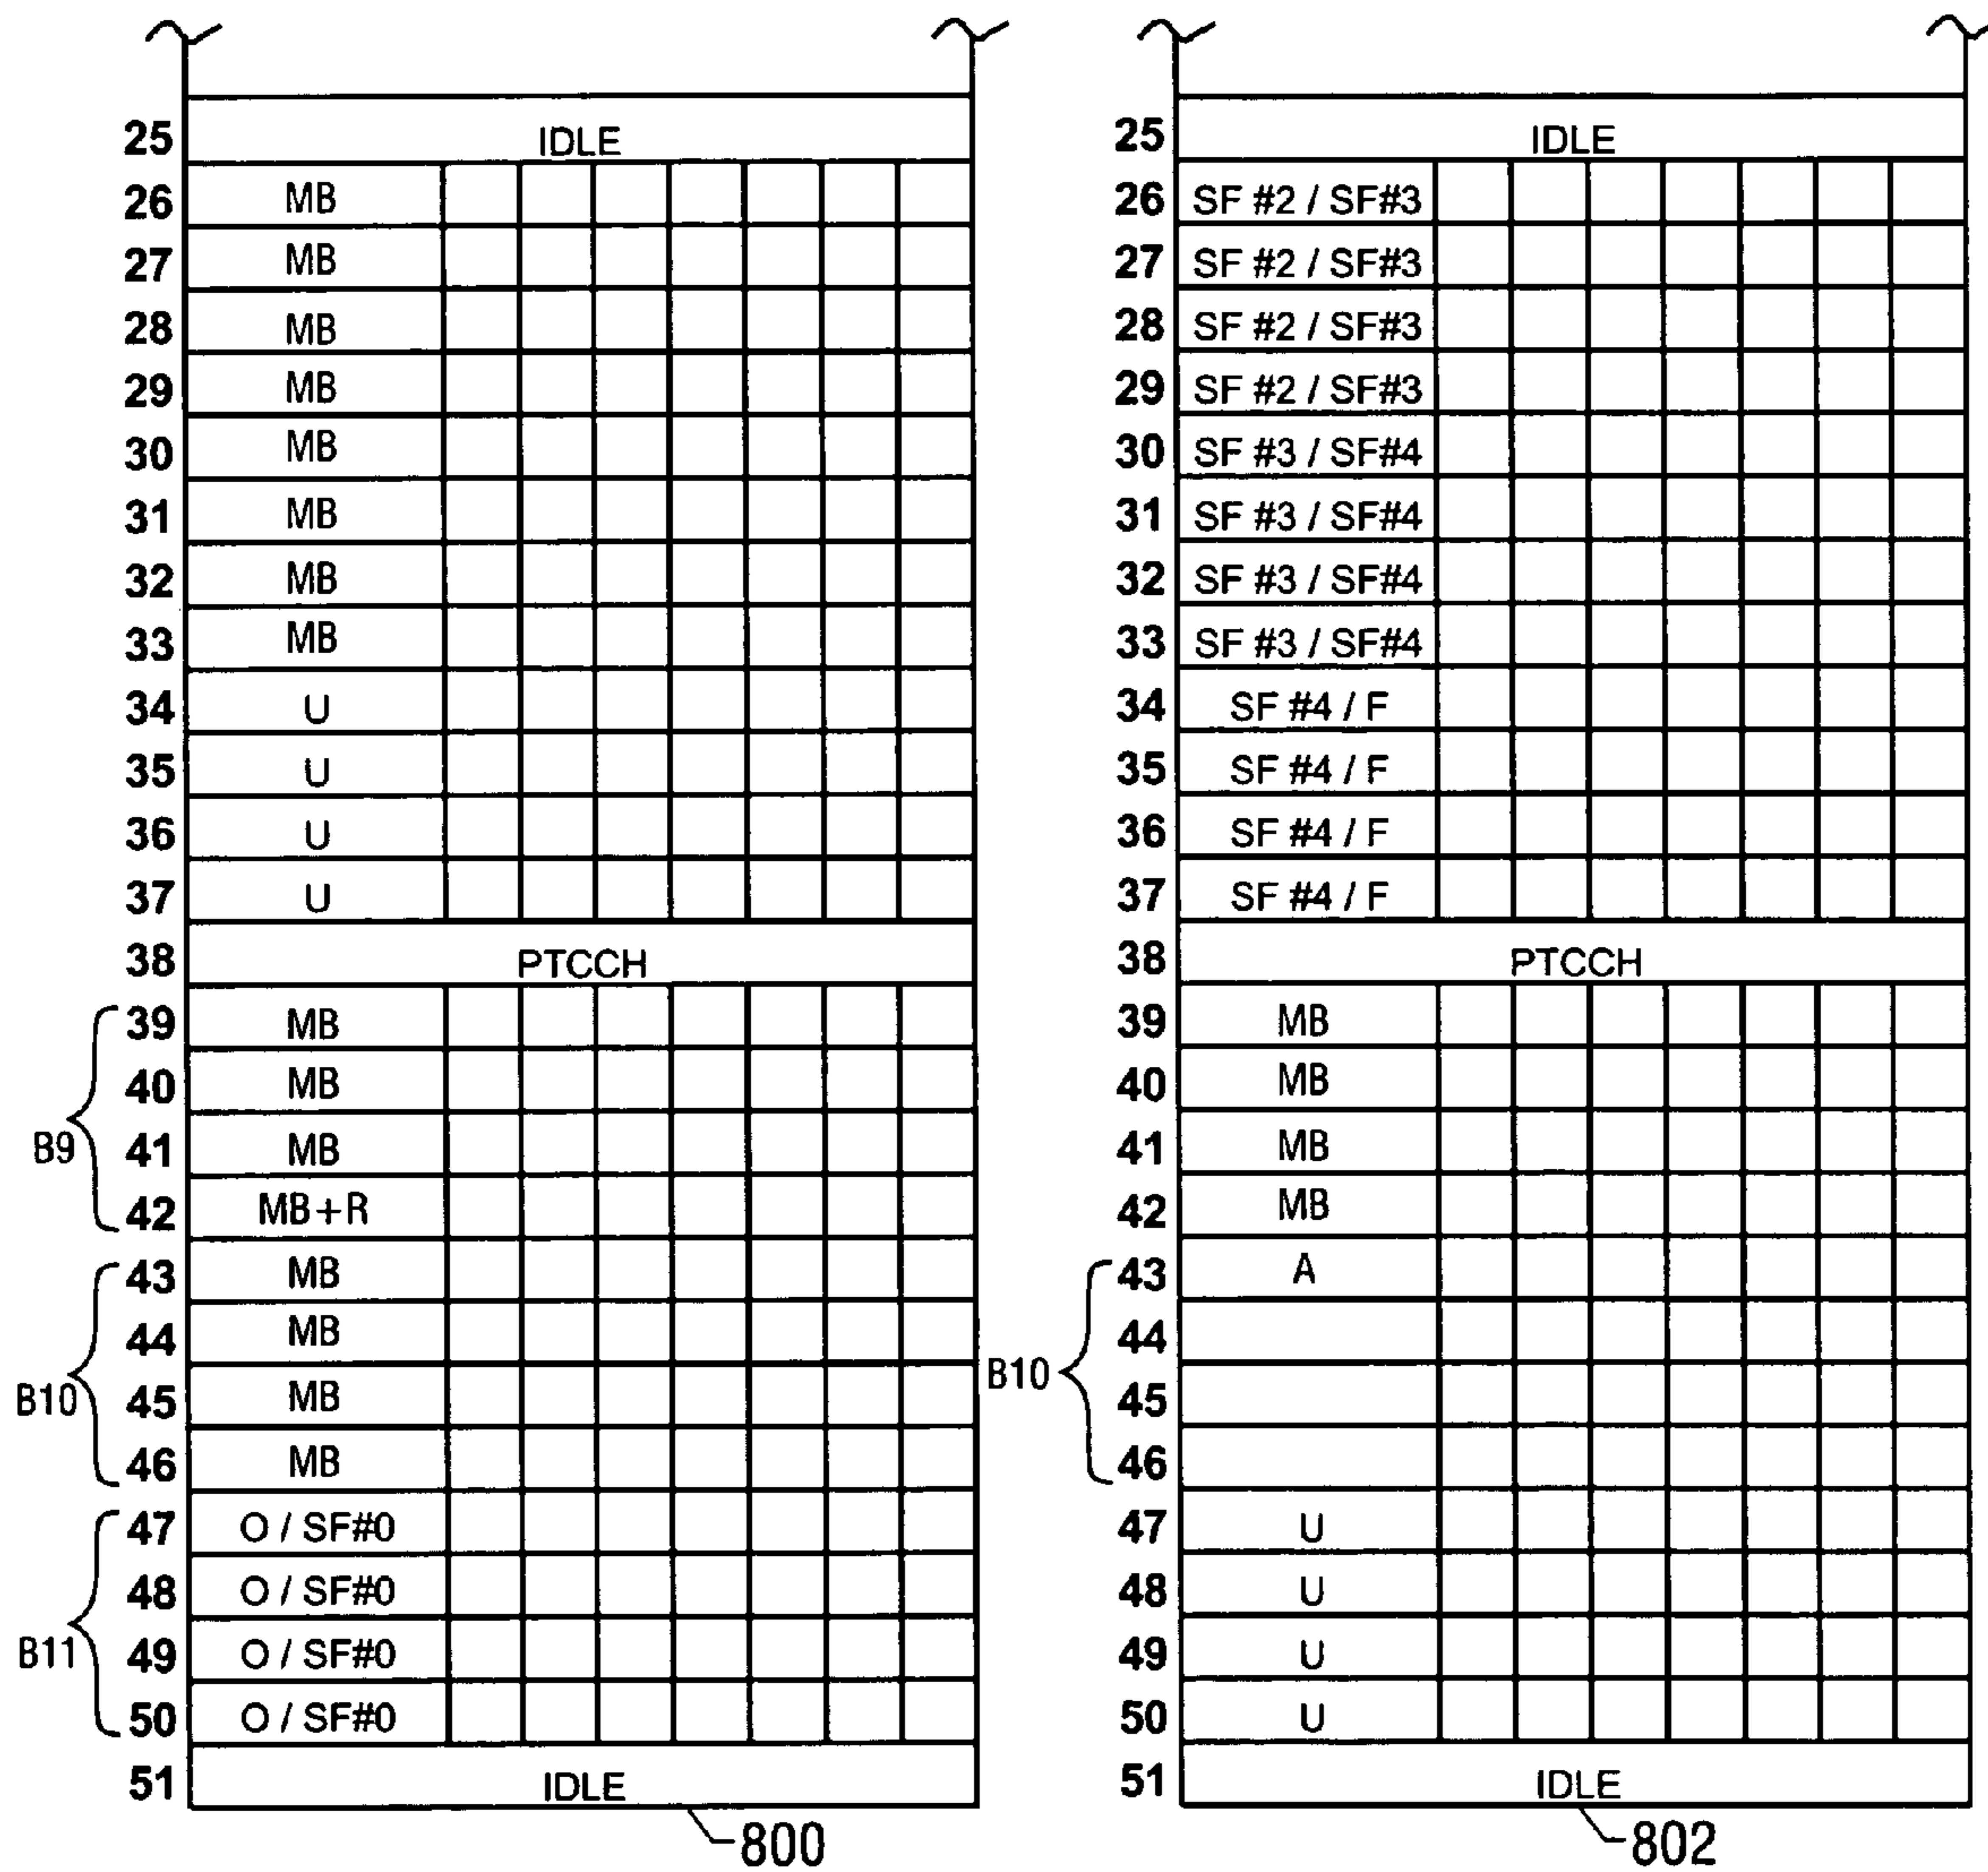 25 IDLE
26 MB
27 MB
28 MB
29 MB
30 MB
31 MB
32 MB
33 MB
34 U
35 U
36 U
37 U
38 PTCCH
39 MB
40 MB
B9
41 MB
42 MB+R
43 MB
44 MB
B10
45 MB
46 MB
47 O / SF#0
48 O / SF#0
B11
49 O / SF#0
50 O / SF#0
51 IDLE
800
25 IDLE
26 SF #2 / SF#3
27 SF #2 / SF#3
28 SF #2 / SF#3
29 SF #2 / SF#3
30 SF #3 / SF#4
31 SF #3 / SF#4
32 SF #3 / SF#4
33 SF #3 / SF#4
34 SF #4 / F
35 SF #4 / F
36 SF #4 / F
37 SF #4 / F
38 PTCCH
39 MB
40 MB
41 MB
42 MB
43 A
44
B10
45
46
47 U
48 U
49 U
50 U
51 IDLE
802